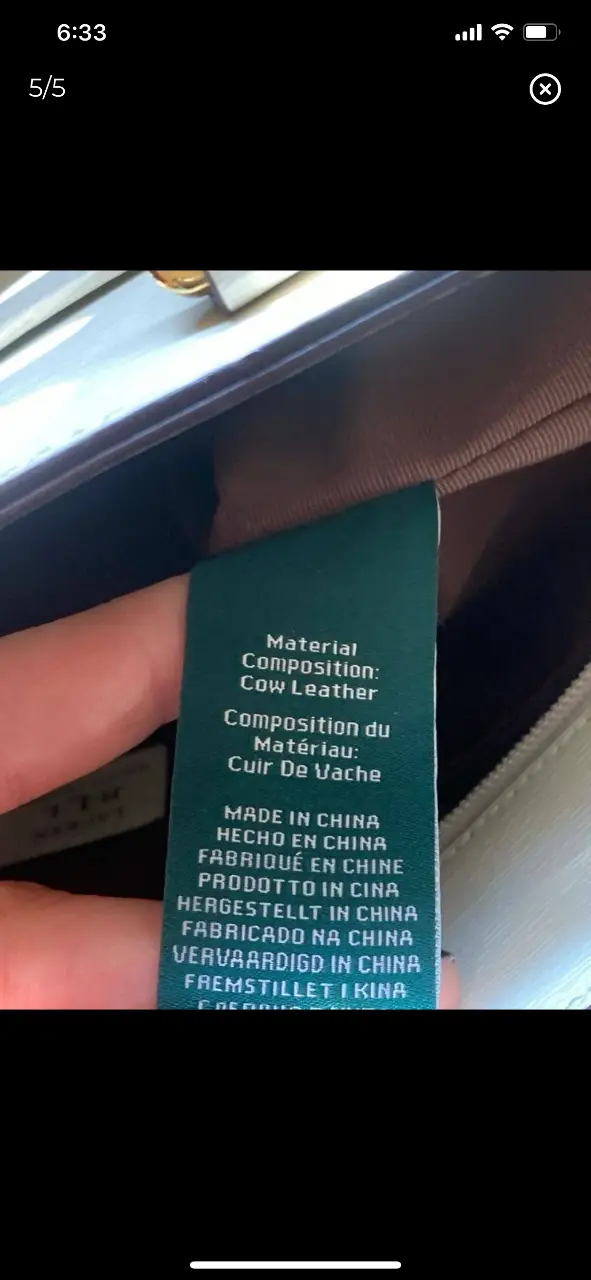 6:33
5/5
Material
Composition:
Cow Leather
Composition du
Matériau:
Cuir De Vache
MADE IN CHINA
HECHO EN CHINA
FABRIQUÉ EN CHINE
PRODOTTO IN CINA
HERGESTELLT IN CHINA
FABRICADO NA CHINA
VERVAARDIGD IN CHINA
FREMSTILLET I KINA